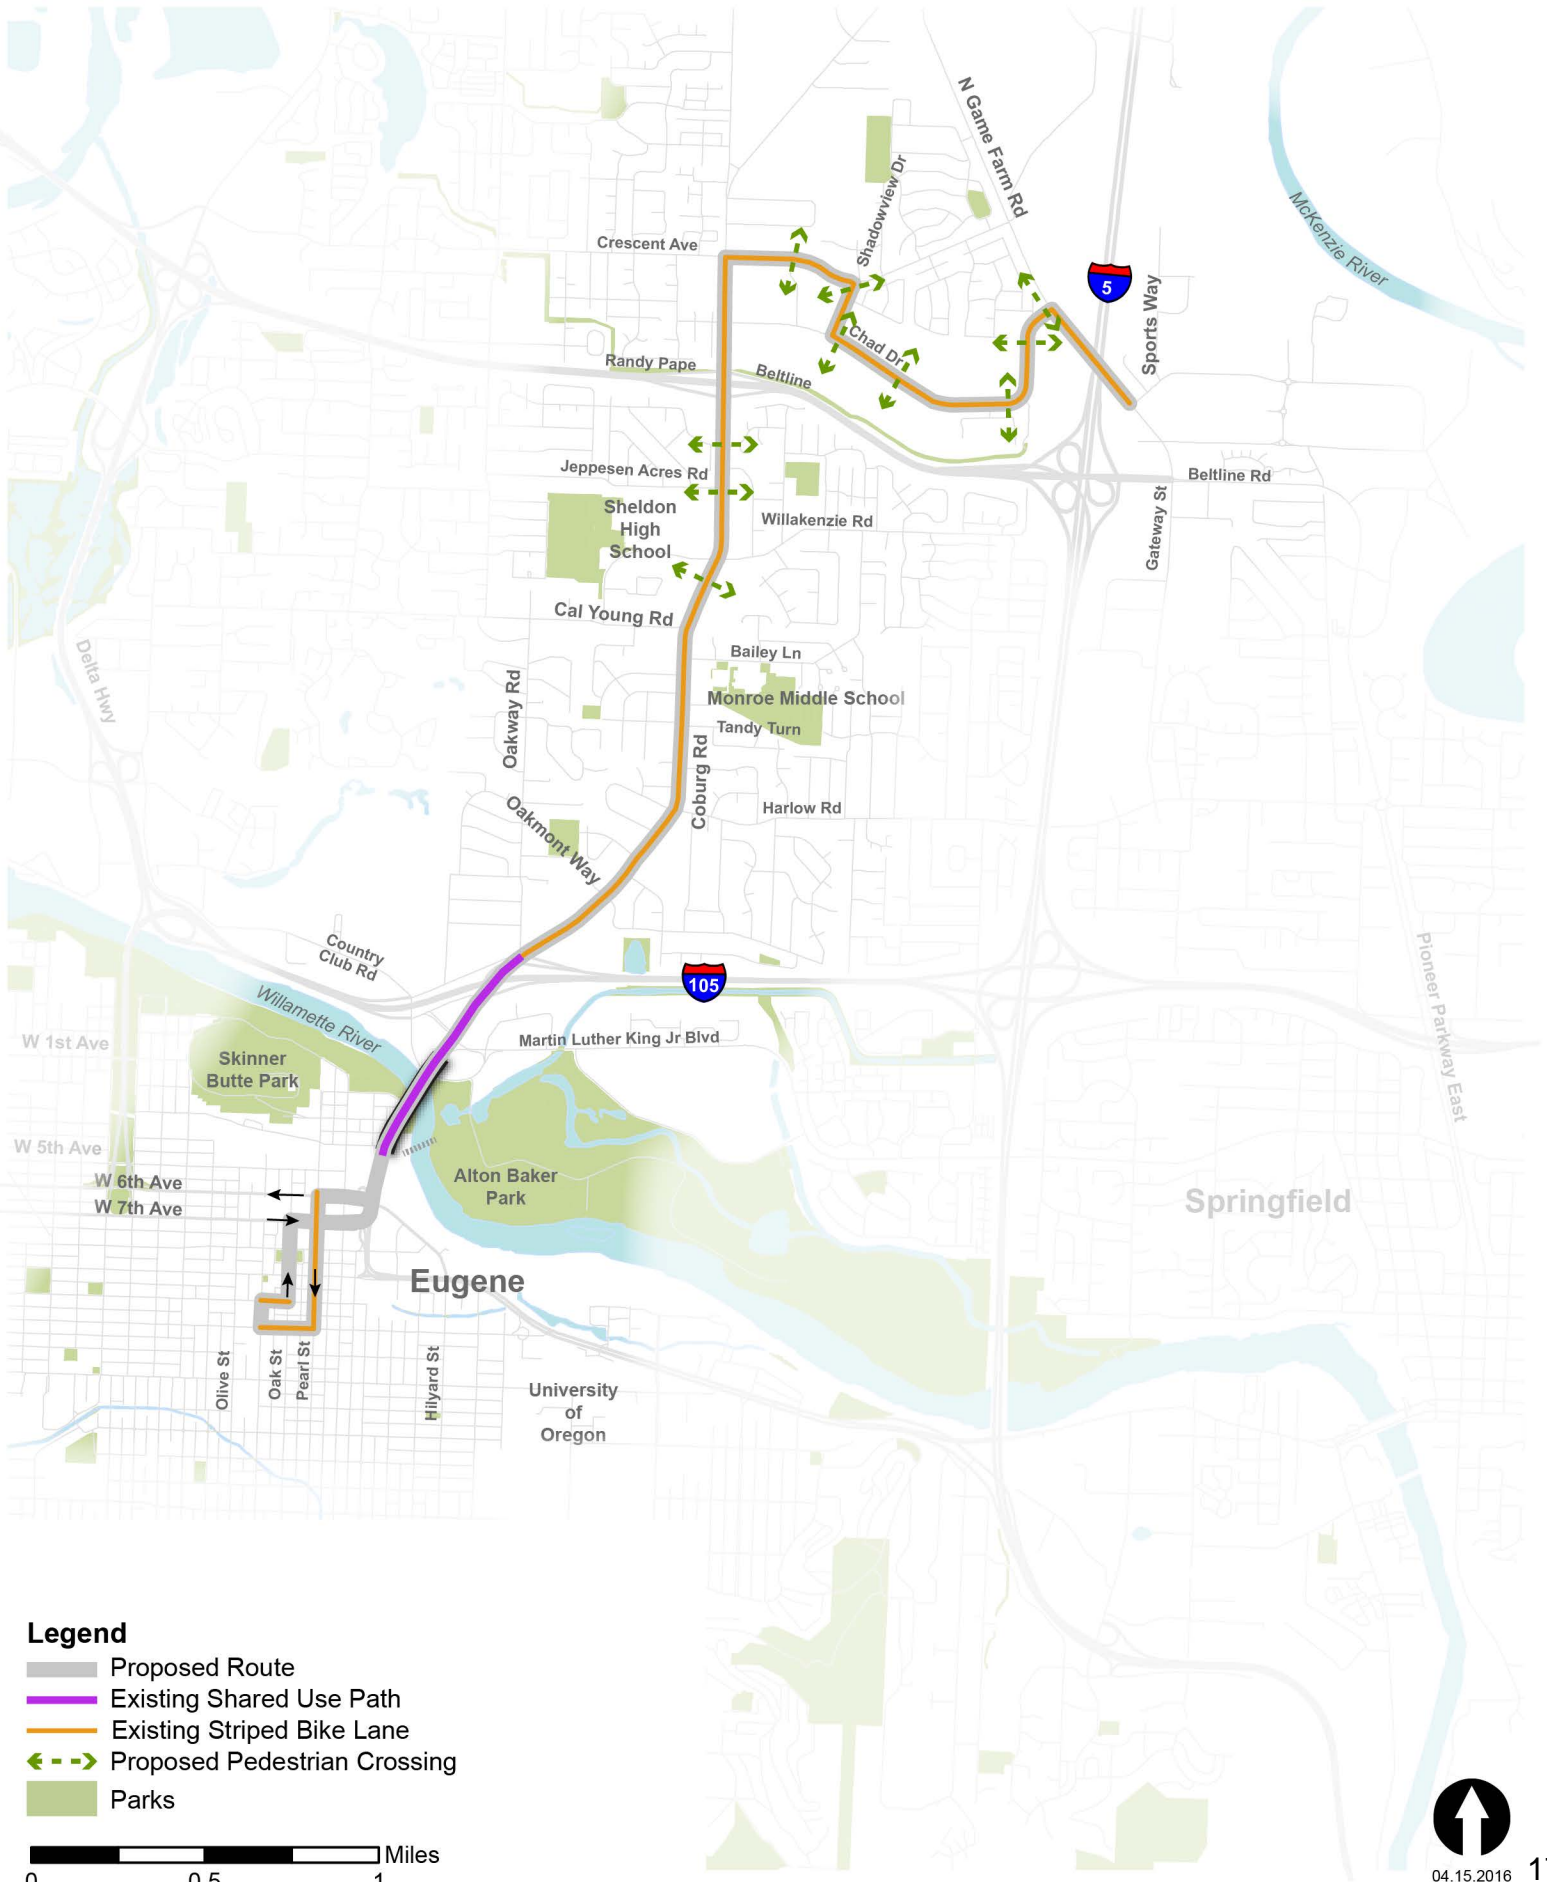 N Game Farm Rd
McKenzie River
Shadowview Dr
Crescent Ave
5
Sports Way
Chad Dr
Randy Pape
Beltline
Jeppesen Acres Rd
Beltline Rd
Sheldon
High
School
Willakenzie Rd
Gateway St
Cal Young Rd
Delta Hwy
Bailey Ln
Oakway Rd
Monroe Middle School
Tandy Turn
Coburg Rd
Oakmont Way
Harlow Rd
Country
Club Rd
105
Pioneer Parkway East
Willamette River
W 1st Ave
Martin Luther King Jr Blvd
Skinner
Butte Park
W 5th Ave
W 6th Ave
W 7th Ave
Alton Baker
Park
Springfield
Eugene
Olive St
Oak St
Pearl St
Hilyard St
University
of
Oregon
Legend
Proposed Route
Existing Shared Use Path
Existing Striped Bike Lane
Proposed Pedestrian Crossing
Parks
Miles
0 0.5 1
04.15.2016